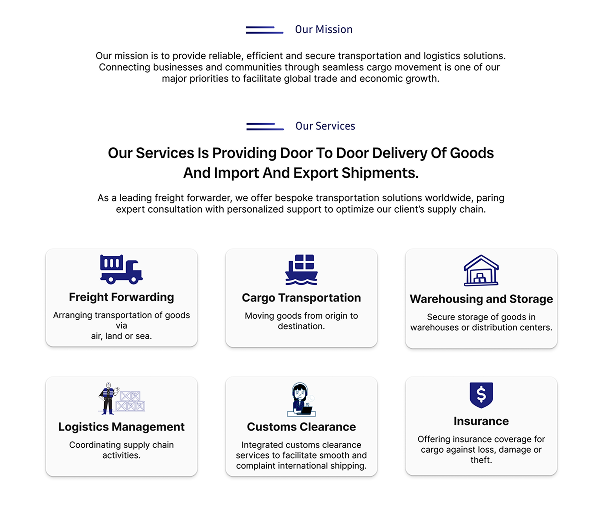 Our Mission
Our mission is to provide reliable, efficient and secure transportation and logistics solutions.
Connecting businesses and communities through seamless cargo movement is one of our
major priorities to facilitate global trade and economic growth.
Our Services
Our Services Is Providing Door To Door Delivery Of Goods
And Import And Export Shipments.
As a leading freight forwarder, we offer bespoke transportation solutions worldwide, paring
expert consultation with personalized support to optimize our client's supply chain.
Freight Forwarding
Arranging transportation of goods
via
air, land or sea.
Cargo Transportation
Moving goods from origin to
destination.
Warehousing and Storage
Secure storage of goods in
warehouses or distribution centers.
Logistics Management
Coordinating supply chain
activities.
Customs Clearance
Integrated customs clearance
services to facilitate smooth and
complaint international shipping.
$
Insurance
Offering insurance coverage for
cargo against loss, damage or
theft.